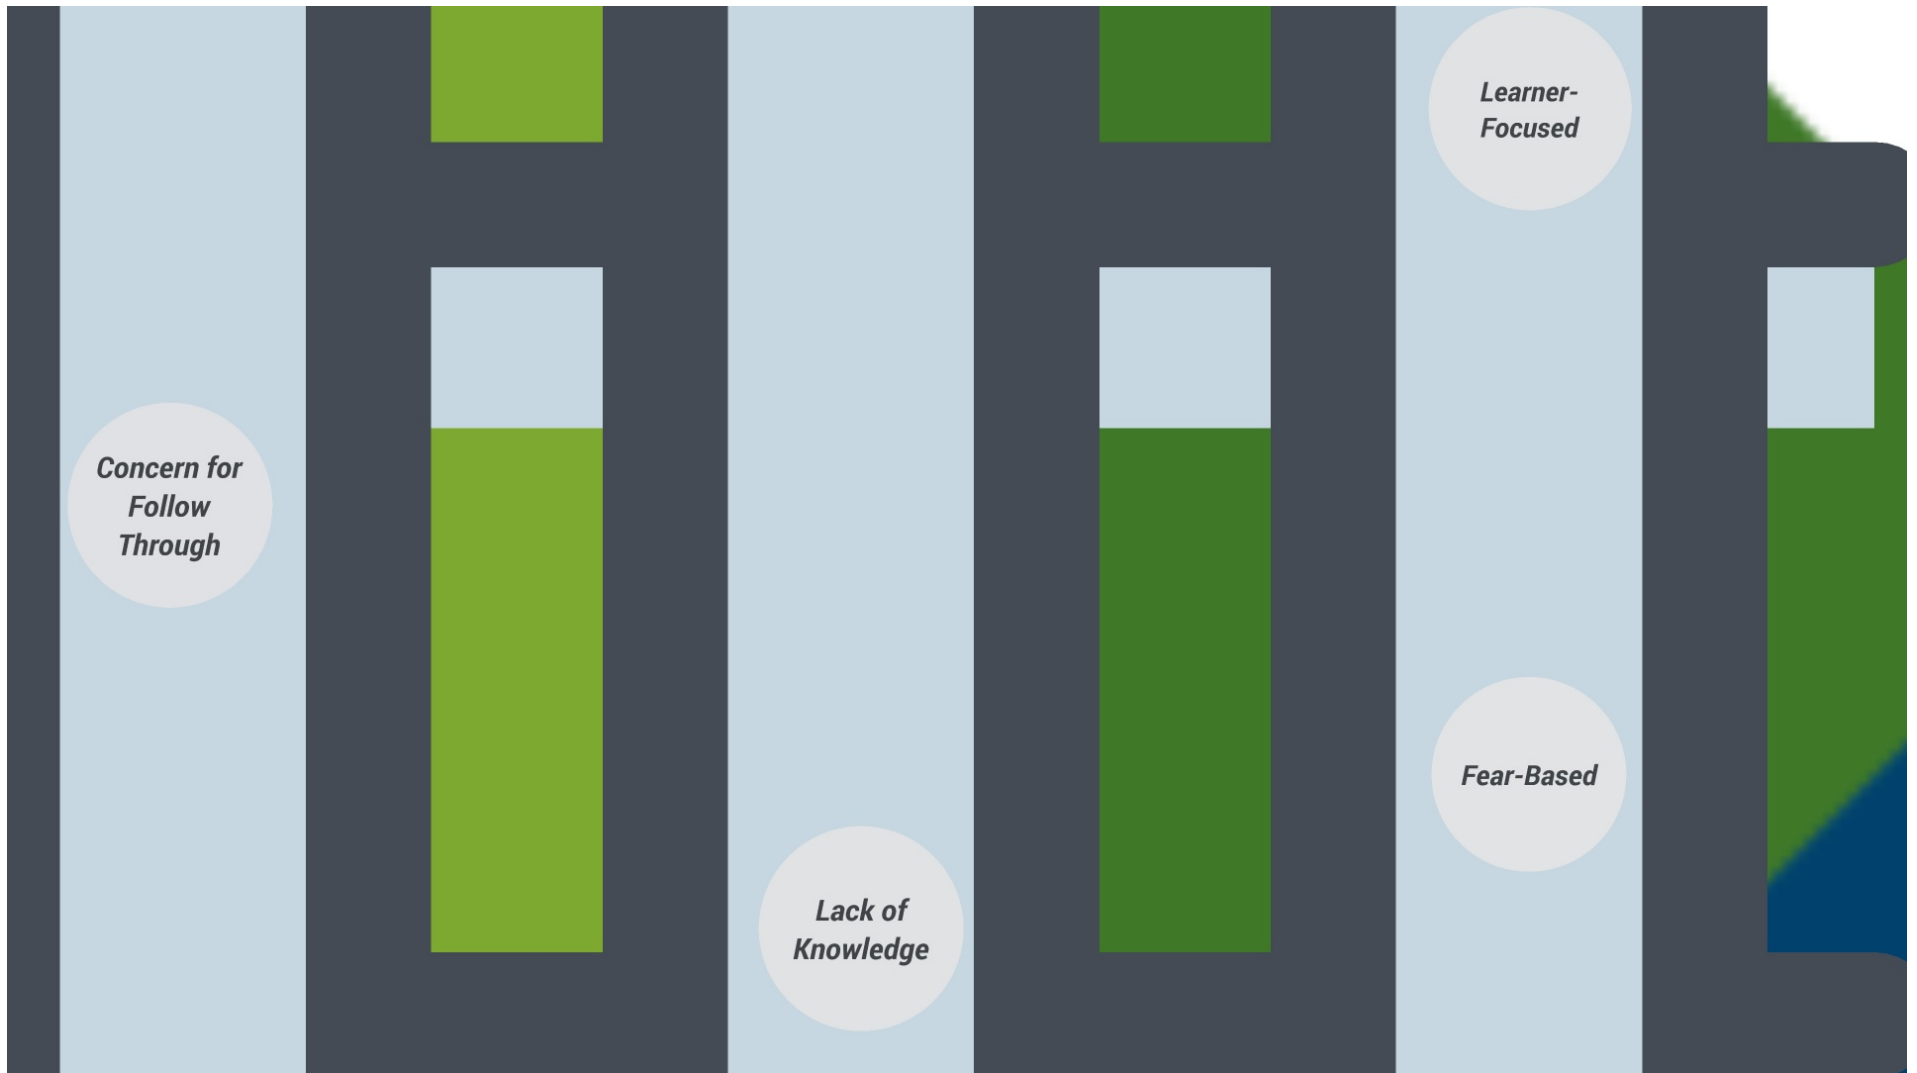 Learner-
Focused
Concern for
Follow
Through
Fear-Based
Lack of
Knowledge